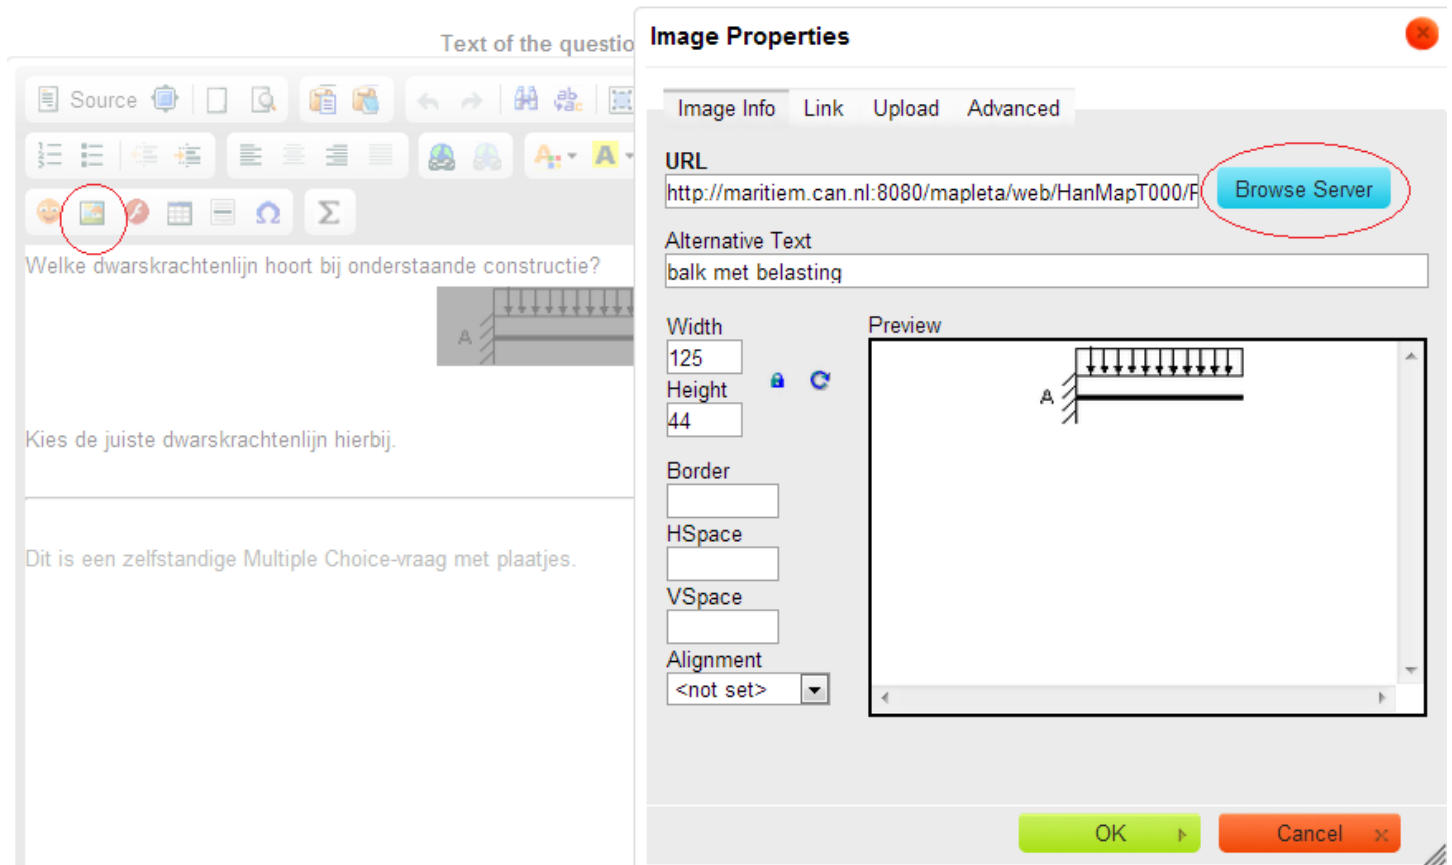 Text of the questio
Source
Welke dwarskrachtenlijn hoort bij onderstaande constructie?
A
Kies de juiste dwarskrachtenlijn hierbij.
Dit is een zelfstandige Multiple Choice-vraag met plaatjes.
Image Properties
Image Info Link Upload Advanced
URL
http://maritiem.can.nl:8080/mapleta/web/HanMapT000/F
Browse Server
Alternative Text
balk met belasting
Width
125
Height
44
Border
HSpace
VSpace
Alignment
<not set>
Preview
A
OK
Cancel